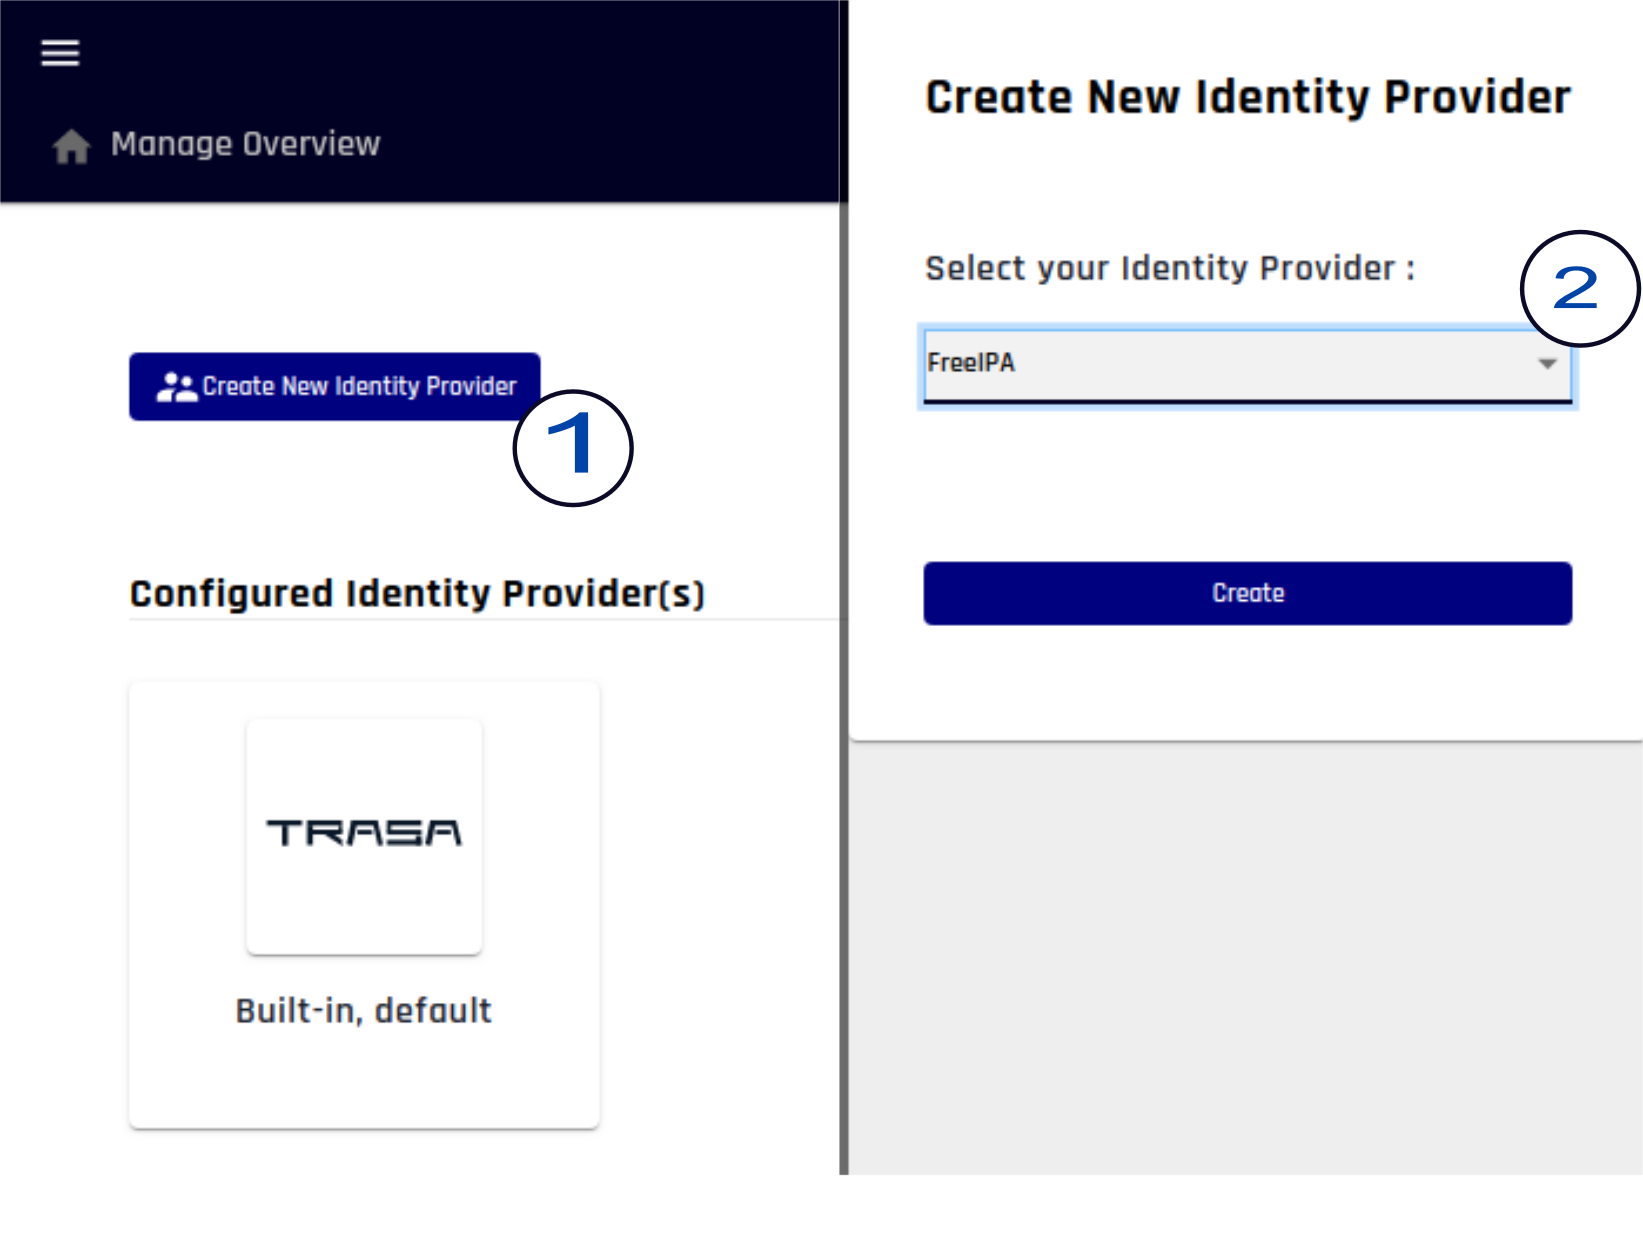 Manage Overview
Create New Identity Provider
1
Configured Identity Provider(s)
TRASA
Built-in, default
Create New Identity Provider
Select your Identity Provider :
2
FreeIPA
Create